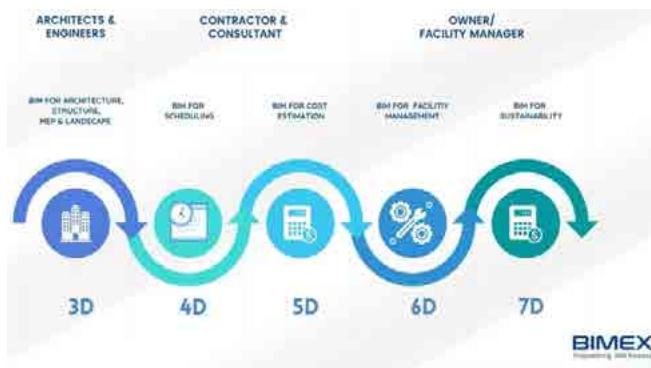 ARCHITECTS &
ENGINEERS
CONTRACTOR &
CONSULTANT
OWNER/
FACILITY MANAGER
BIM FOR ARCHITECTURE,
STRUCTURE,
MEP & LANDSCAPE
BIM FOR
SCHEDULING
BIM FOR COST
ESTIMATION
BIM FOR FACILITIY
MANAGEMENT
BIM FOR
SUSTAINABILITY
3D
4D
5D
6D
7D
BIMEX